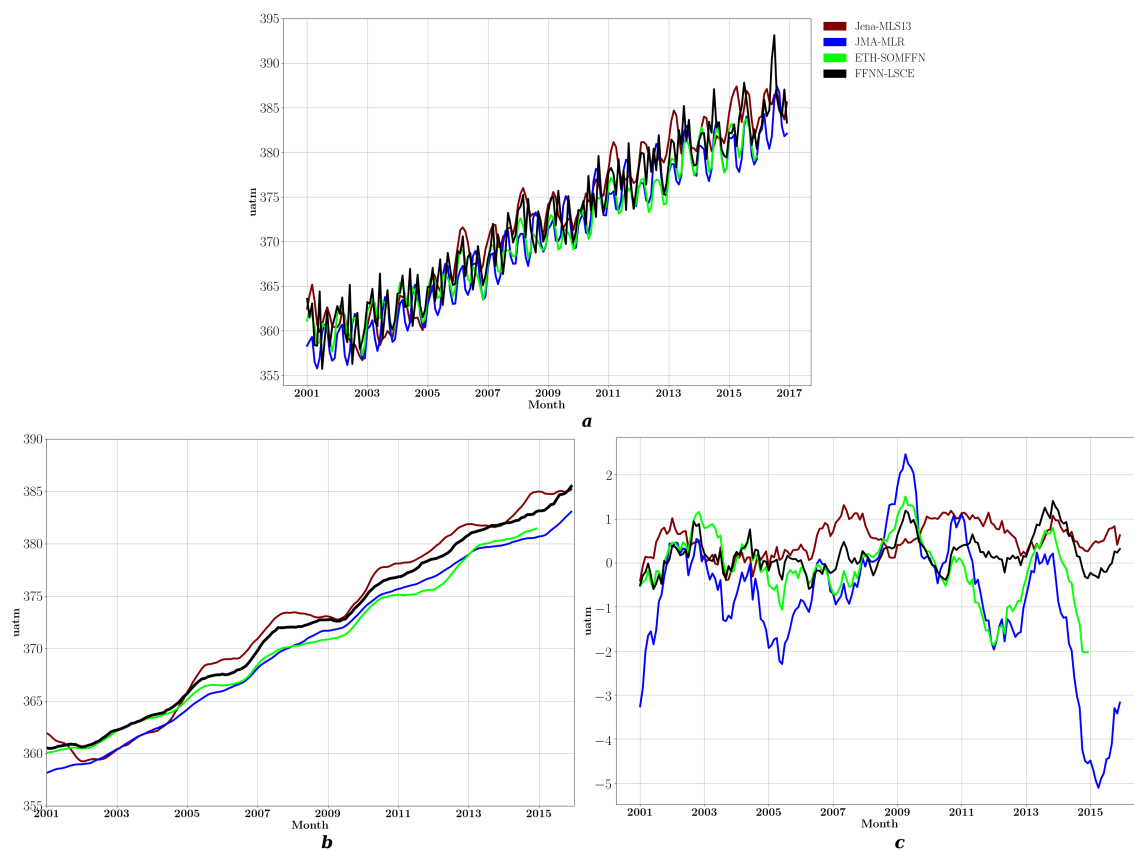 395
390
385
380
375
370
365
360
355
uatm
2001 2003 2005 2007 2009 2011 2013 2015 2017
Month
Jena-MLS13
JMA-MLR
ETH-SOMFFN
FFNN-LSCE
a
390
385
380
375
370
365
360
355
uatm
2001 2003 2005 2007 2009 2011 2013 2015
Month
b
2
1
0
−1
−2
−3
−4
−5
uatm
2001 2003 2005 2007 2009 2011 2013 2015
Month
c